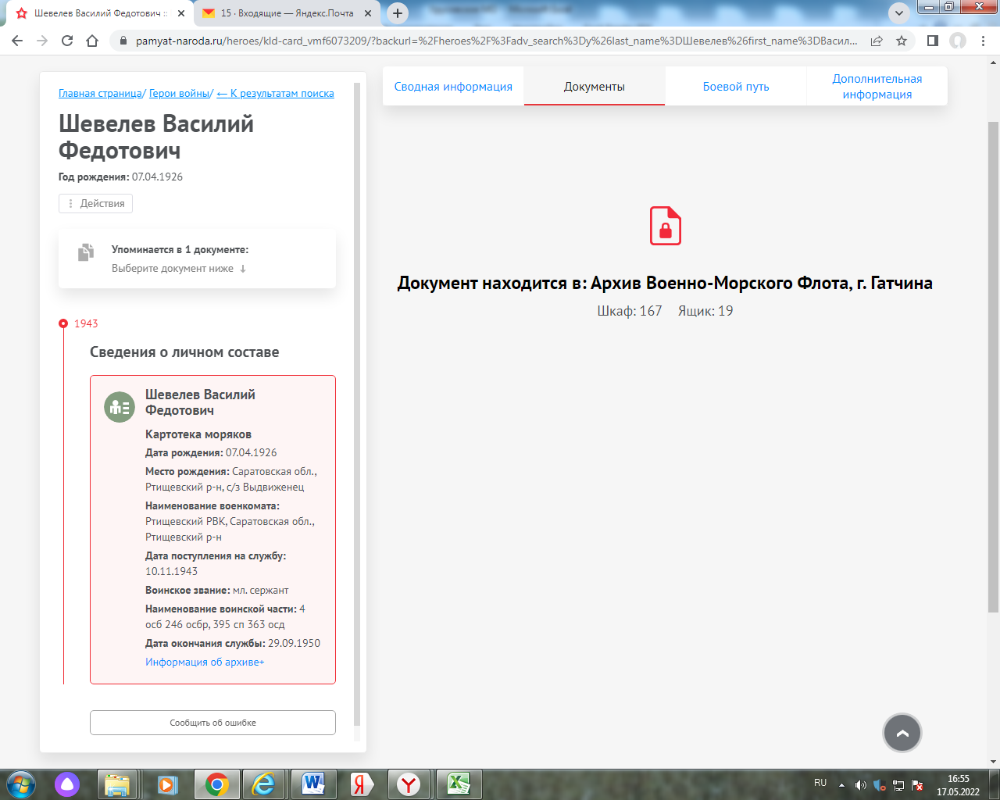 Шевелев Василий Федотович ::
15 · Входящие — Яндекс.Почта
pamyat-naroda.ru/heroes/kld-card_vmf6073209/?backurl=%2Fheroes%2F%3Fadv_search%3Dy%26last_name%3DШевелев%26first_name%3DВасил...
Главная страница/ Герои войны/ ← К результатам поиска
Шевелев Василий
Федотович
Год рождения: 07.04.1926
Действия
Упоминается в 1 документе:
Выберите документ ниже ↓
1943
Сведения о личном составе
Шевелев Василий
Федотович
Картотека моряков
Дата рождения: 07.04.1926
Место рождения: Саратовская обл.,
Ртищевский р-н, с/з Выдвиженец
Наименование военкомата:
Ртищевский РВК, Саратовская обл.,
Ртищевский р-н
Дата поступления на службу:
10.11.1943
Воинское звание: мл. сержант
Наименование воинской части: 4
осб 246 осбр, 395 сп 363 осд
Дата окончания службы: 29.09.1950
Информация об архиве+
Сообщить об ошибке
Сводная информация
Документы
Боевой путь
Дополнительная
информация
Документ находится в: Архив Военно-Морского Флота, г. Гатчина
Шкаф: 167 Ящик: 19
RU
16:55
17.05.2022